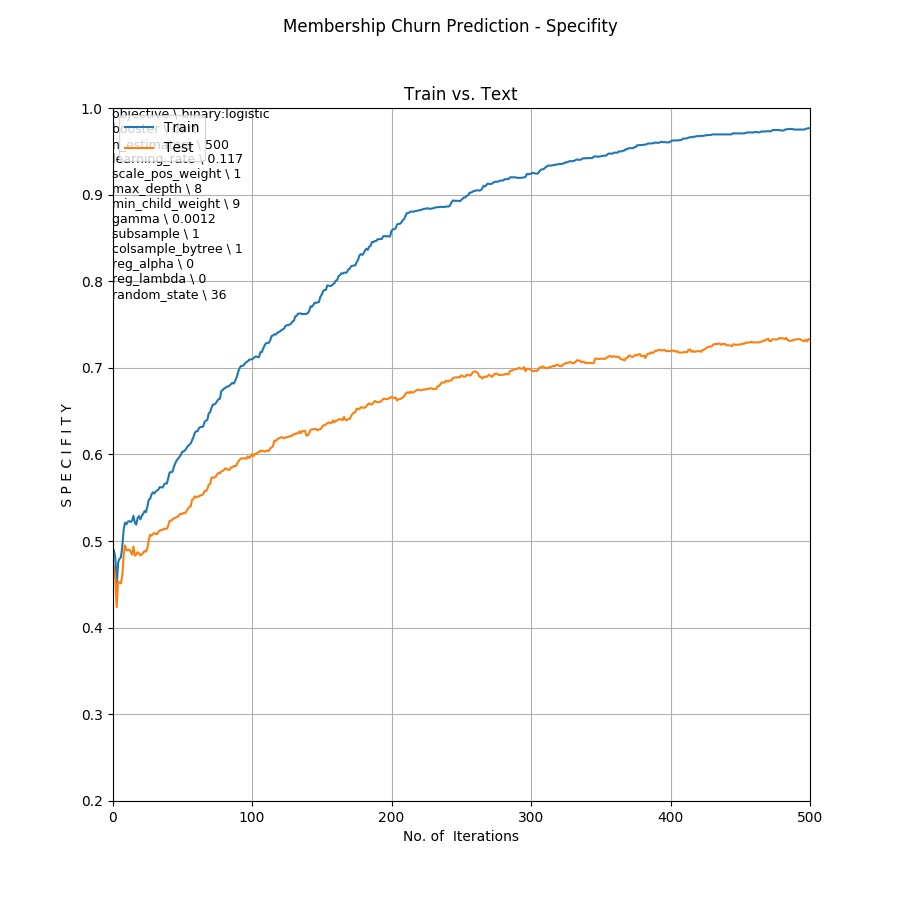 Membership Churn Prediction - Specifity
Train vs. Text
objective \ binary:logistic
Train
Test
500
learning_rate \ 0.117
scale_pos_weight \ 1
max_depth \ 8
min_child_weight \ 9
gamma \ 0.0012
subsample \ 1
colsample_bytree \ 1
reg_alpha \ 0
reg_lambda \ 0
random_state \ 36
1.0
0.9
0.8
0.7
0.6
0.5
0.4
0.3
0.2
S P E C I F I T Y
0 100 200 300 400 500
No. of Iterations